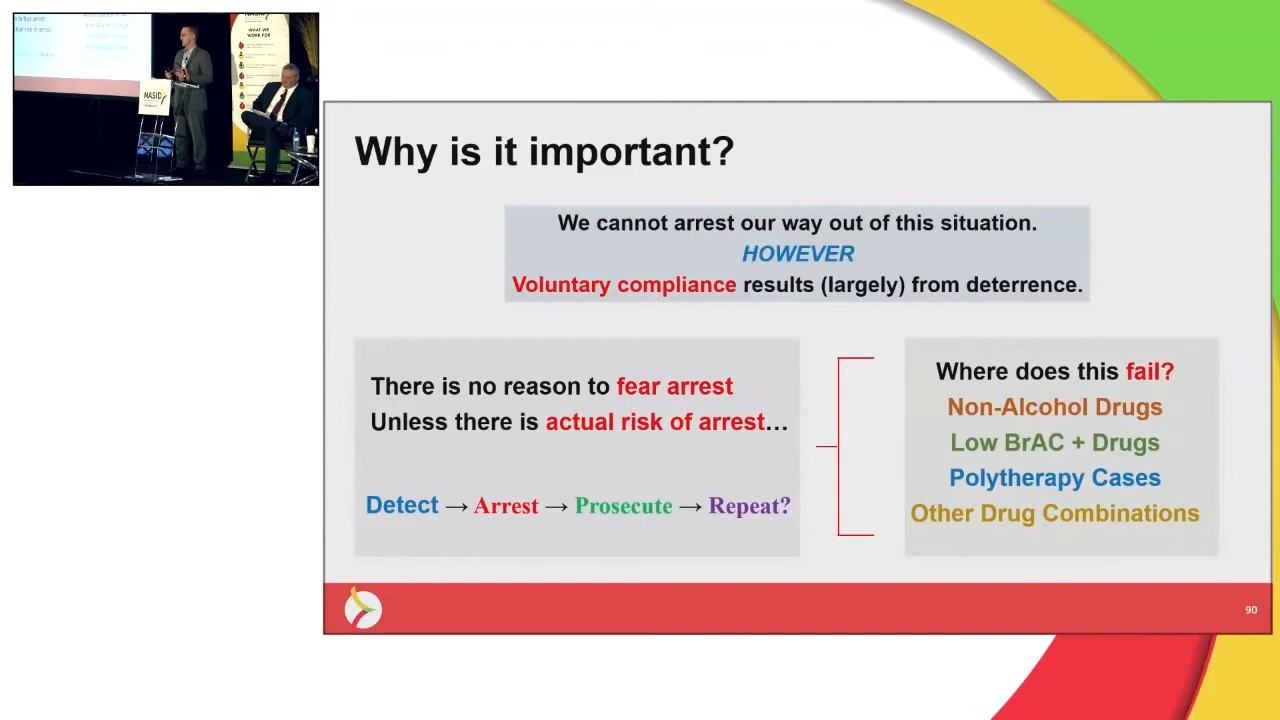 NASID
WHAT WE
WORK FOR
NASID
Why is it important?
We cannot arrest our way out of this situation.
HOWEVER
Voluntary compliance results (largely) from deterrence.
There is no reason to fear arrest
Unless there is actual risk of arrest…
Detect → Arrest → Prosecute → Repeat?
Where does this fail?
Non-Alcohol Drugs
Low BrAC + Drugs
Polytherapy Cases
Other Drug Combinations
90